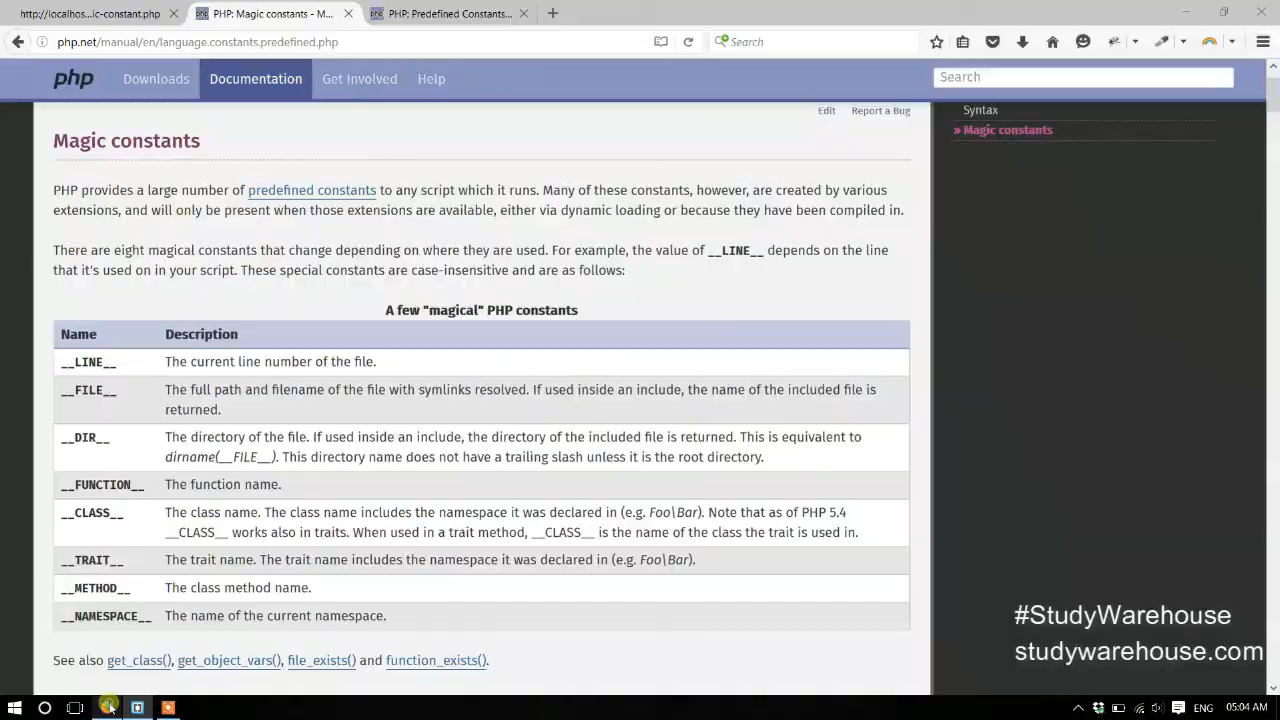 http://localhos...ic-constant.php
PHP: Magic constants - M...
PHP: Predefined Constants...
php.net/manual/en/language.constants.predefined.php
Search
php
Downloads
Documentation
Get Involved
Help
Search
Edit
Report a Bug
Syntax
» Magic constants
Magic constants
PHP provides a large number of predefined constants to any script which it runs. Many of these constants, however, are created by various
extensions, and will only be present when those extensions are available, either via dynamic loading or because they have been compiled in.
There are eight magical constants that change depending on where they are used. For example, the value of __LINE__ depends on the line
that it's used on in your script. These special constants are case-insensitive and are as follows:
A few "magical" PHP constants
Name Description
__LINE__ The current line number of the file.
__FILE__ The full path and filename of the file with symlinks resolved. If used inside an include, the name of the included file is
returned.
__DIR__ The directory of the file. If used inside an include, the directory of the included file is returned. This is equivalent to
dirname(__FILE__). This directory name does not have a trailing slash unless it is the root directory.
__FUNCTION__ The function name.
__CLASS__ The class name. The class name includes the namespace it was declared in (e.g. Foo\Bar). Note that as of PHP 5.4
__CLASS__ works also in traits. When used in a trait method, __CLASS__ is the name of the class the trait is used in.
__TRAIT__ The trait name. The trait name includes the namespace it was declared in (e.g. Foo\Bar).
__METHOD__ The class method name.
__NAMESPACE__ The name of the current namespace.
See also get_class(), get_object_vars(), file_exists() and function_exists().
#StudyWarehouse
studywarehouse.com
ENG
05:04 AM